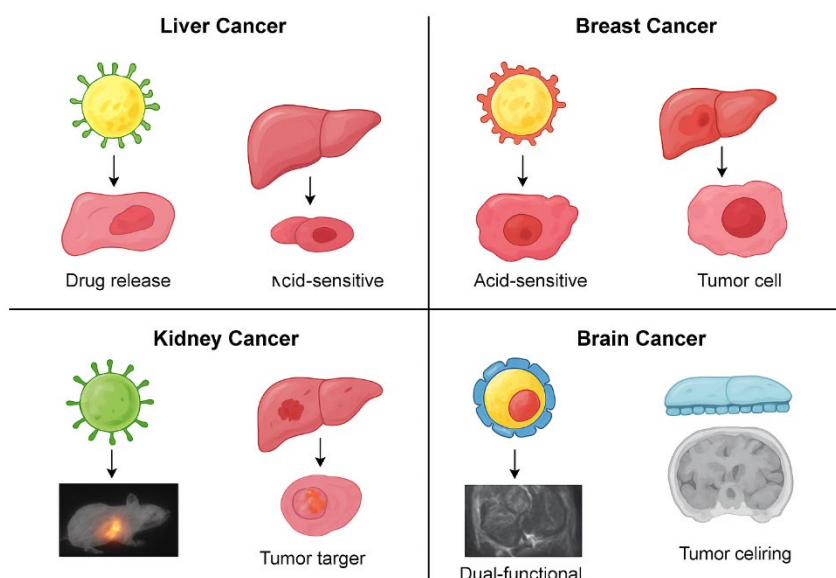 Liver Cancer
Breast Cancer
Drug release
ɴcid-sensitive
Acid-sensitive
Tumor cell
Kidney Cancer
Brain Cancer
Tumor targer
Dual-functional
Tumor celiring